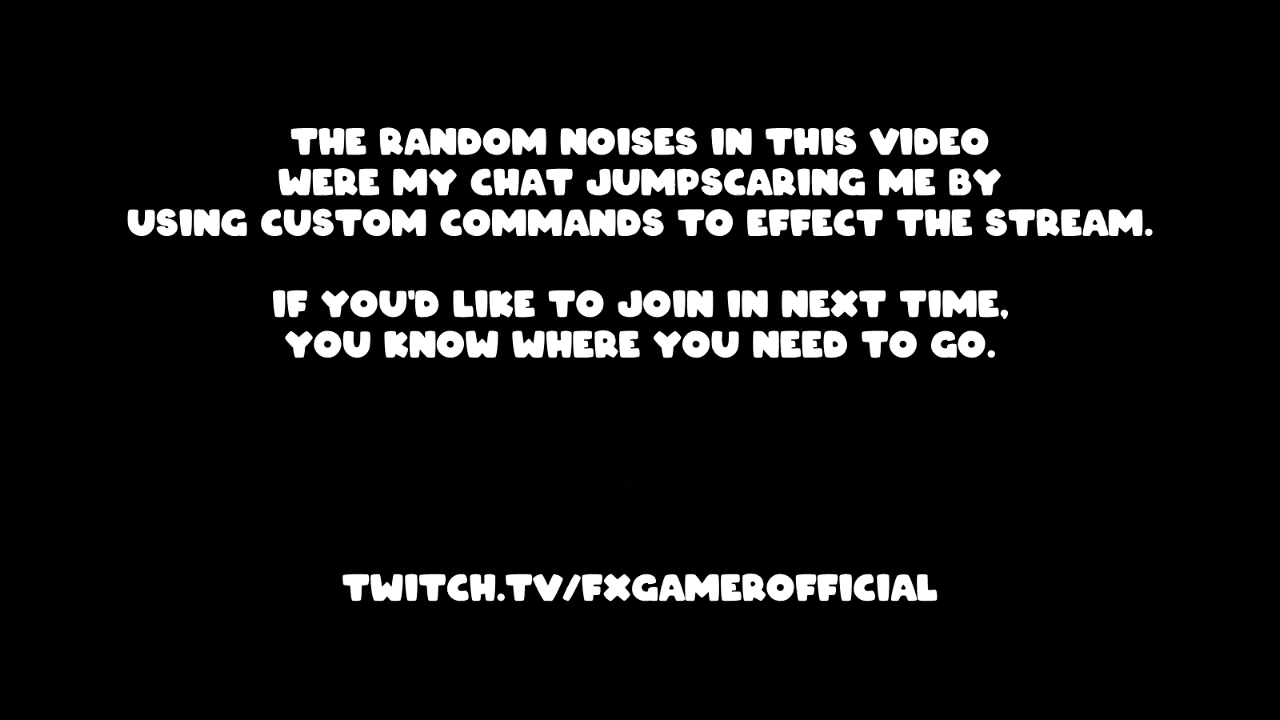 THE RANDOM NOISES IN THIS VIDEO
WERE MY CHAT JUMPSCARING ME BY
USING CUSTOM COMMANDS TO EFFECT THE STREAM.
IF YOU'D LIKE TO JOIN IN NEXT TIME,
YOU KNOW WHERE YOU NEED TO GO.
TWITCH.TV/FXGAMEROFFICIAL